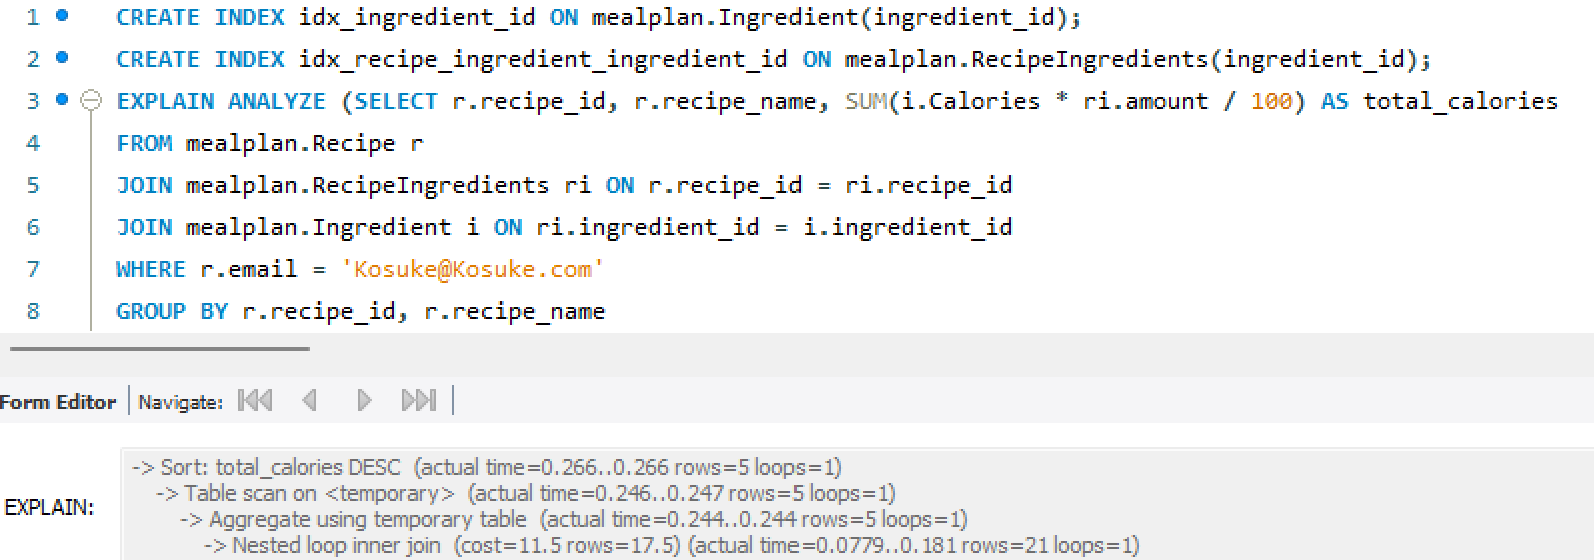 1 CREATE INDEX idx_ingredient_id ON mealplan.Ingredient(ingredient_id);
2 CREATE INDEX idx_recipe_ingredient_ingredient_id ON mealplan.RecipeIngredients(ingredient_id);
3 EXPLAIN ANALYZE (SELECT r.recipe_id, r.recipe_name, SUM(i.Calories * ri.amount / 100) AS total_calories
4 FROM mealplan.Recipe r
5 JOIN mealplan.RecipeIngredients ri ON r.recipe_id = ri.recipe_id
6 JOIN mealplan.Ingredient i ON ri.ingredient_id = i.ingredient_id
7 WHERE r.email = 'Kosuke@Kosuke.com'
8 GROUP BY r.recipe_id, r.recipe_name
Form Editor Navigate:
EXPLAIN:
-> Sort: total_calories DESC (actual time=0.266..0.266 rows=5 loops=1)
-> Table scan on <temporary> (actual time=0.246..0.247 rows=5 loops=1)
-> Aggregate using temporary table (actual time=0.244..0.244 rows=5 loops=1)
-> Nested loop inner join (cost=11.5 rows=17.5) (actual time=0.0779..0.181 rows=21 loops=1)